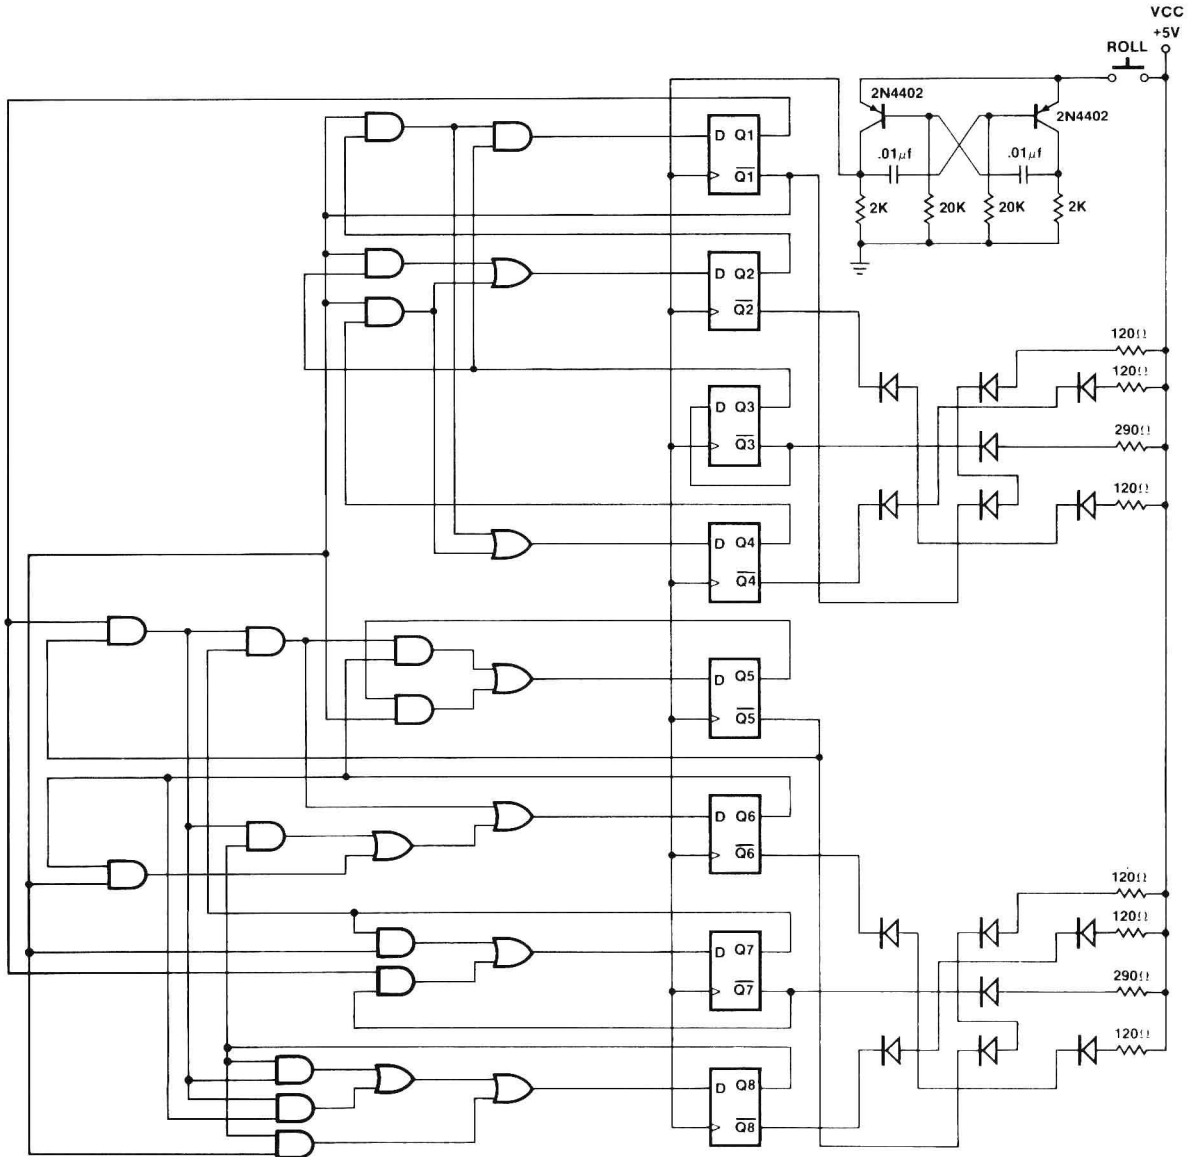 VCC
+5V
ROLL
2N4402
2N4402
.01µf
.01µf
2K
20K
20K
2K
D Q1
Q1
D Q2
Q2
120Ω
120Ω
D Q3
Q3
290Ω
120Ω
D Q4
Q4
D Q5
Q5
D Q6
Q6
120Ω
120Ω
D Q7
Q7
290Ω
120Ω
D Q8
Q8